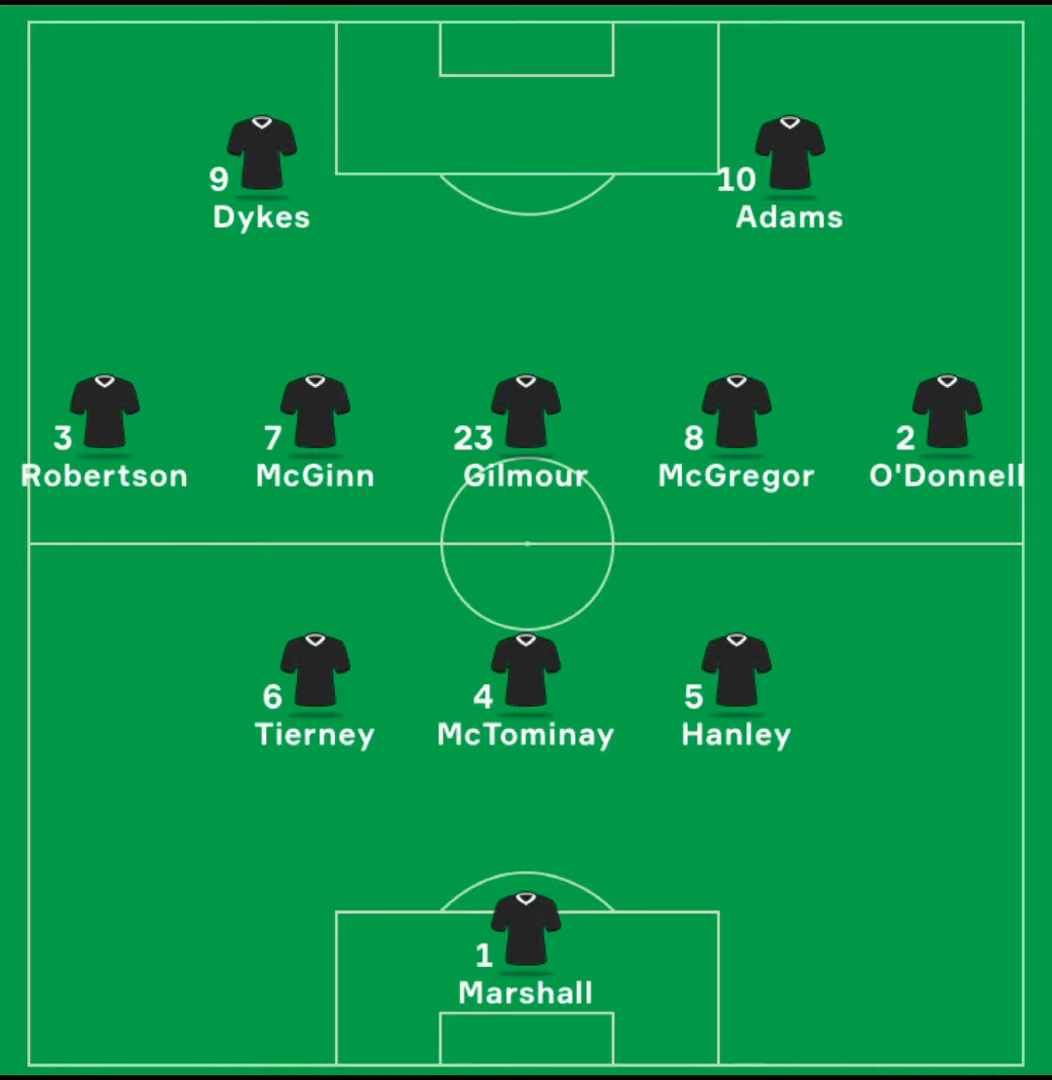 9
Dykes
10
Adams
3
Robertson
7
McGinn
23
Gilmour
8
McGregor
2
O'Donnell
6
Tierney
4
McTominay
5
Hanley
1
Marshall